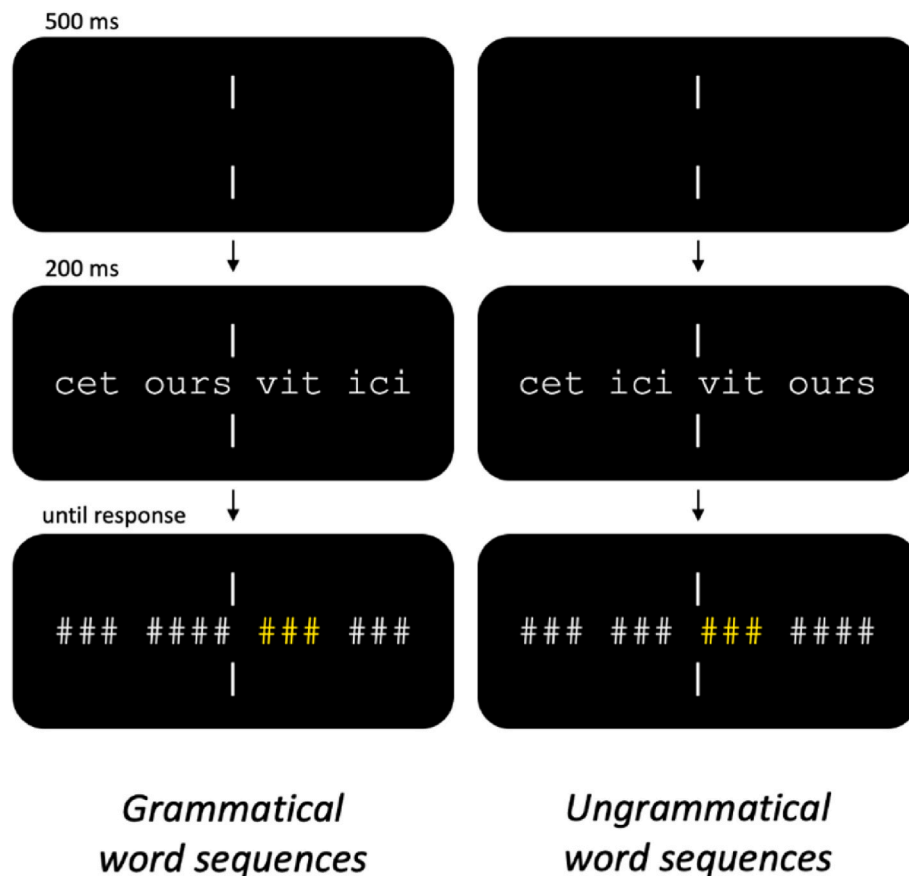 500 ms
200 ms
cet ours vit ici
cet ici vit ours
until response
### #### ### ###
### ### ### ####
Grammatical
word sequences
Ungrammatical
word sequences